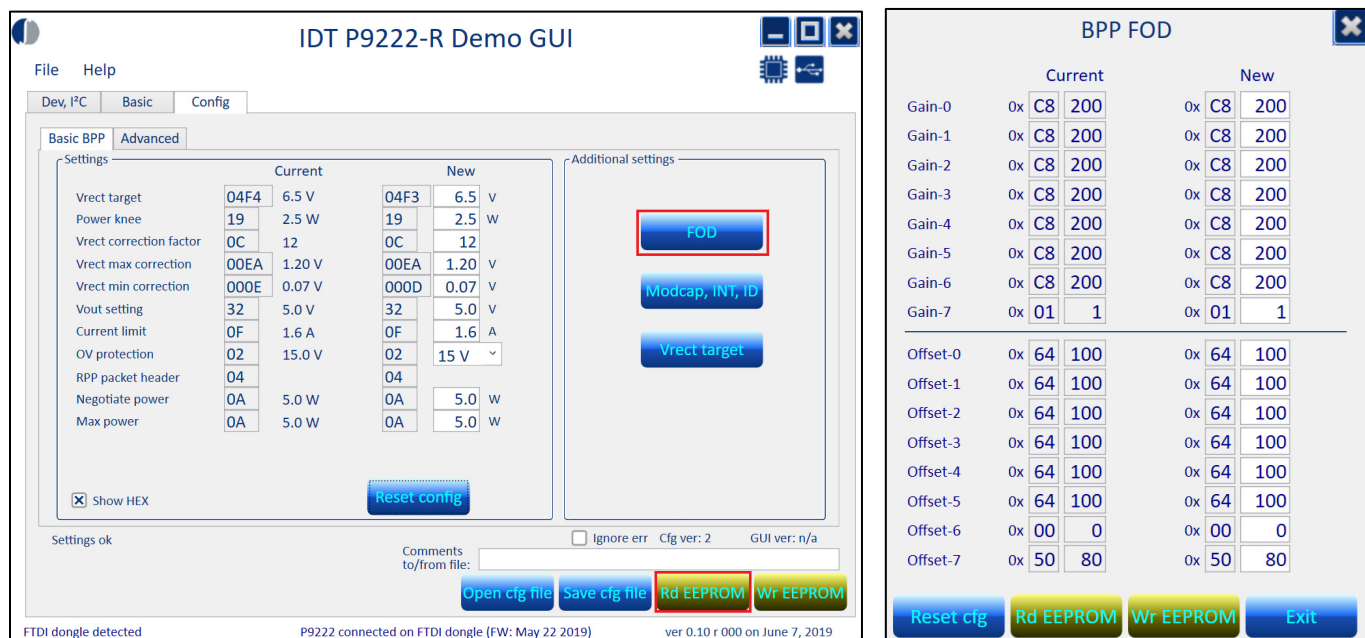 IDT P9222-R Demo GUI
File Help
Dev, I²C Basic Config
Basic BPP Advanced
Settings
Current New
Vrect target 04F4 6.5 V 04F3 6.5 V
Power knee 19 2.5 W 19 2.5 W
Vrect correction factor 0C 12 0C 12
Vrect max correction 00EA 1.20 V 00EA 1.20 V
Vrect min correction 000E 0.07 V 000D 0.07 V
Vout setting 32 5.0 V 32 5.0 V
Current limit 0F 1.6 A 0F 1.6 A
OV protection 02 15.0 V 02 15 V
RPP packet header 04 04
Negotiate power 0A 5.0 W 0A 5.0 W
Max power 0A 5.0 W 0A 5.0 W
Show HEX Reset config
Additional settings
FOD
Modcap, INT, ID
Vrect target
Settings ok Ignore err Cfg ver: 2 GUI ver: n/a
Comments
to/from file:
Open cfg file Save cfg file Rd EEPROM Wr EEPROM
FTDI dongle detected P9222 connected on FTDI dongle (FW: May 22 2019) ver 0.10 r 000 on June 7, 2019
BPP FOD
Current New
Gain-0 0x C8 200 0x C8 200
Gain-1 0x C8 200 0x C8 200
Gain-2 0x C8 200 0x C8 200
Gain-3 0x C8 200 0x C8 200
Gain-4 0x C8 200 0x C8 200
Gain-5 0x C8 200 0x C8 200
Gain-6 0x C8 200 0x C8 200
Gain-7 0x 01 1 0x 01 1
Offset-0 0x 64 100 0x 64 100
Offset-1 0x 64 100 0x 64 100
Offset-2 0x 64 100 0x 64 100
Offset-3 0x 64 100 0x 64 100
Offset-4 0x 64 100 0x 64 100
Offset-5 0x 64 100 0x 64 100
Offset-6 0x 00 0 0x 00 0
Offset-7 0x 50 80 0x 50 80
Reset cfg Rd EEPROM Wr EEPROM Exit